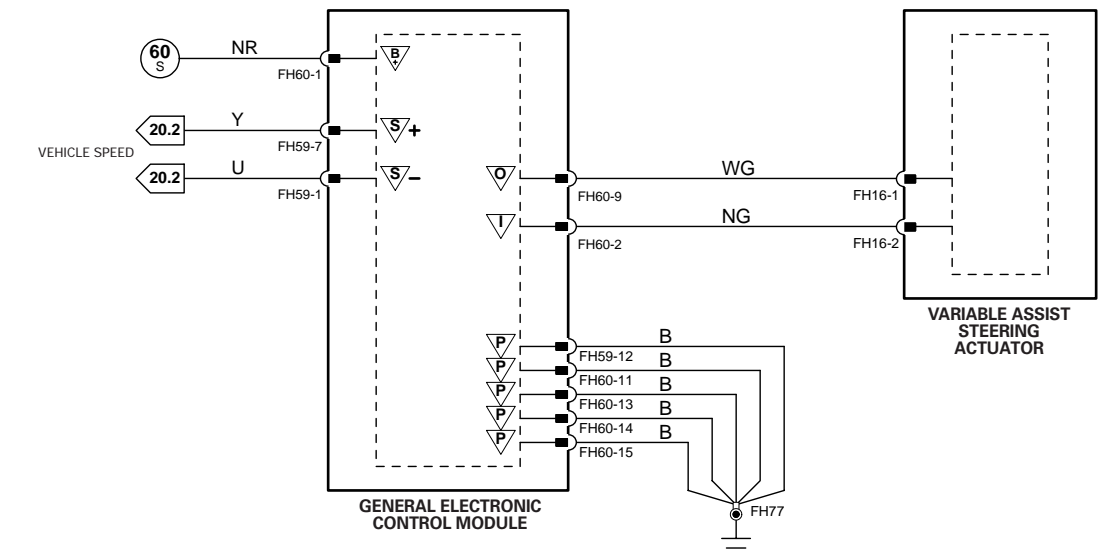 60
S
NR
FH60-1
B
+
20.2
Y
FH59-7
S
+
VEHICLE SPEED
20.2
U
FH59-1
S
–
O
FH60-9
WG
FH16-1
I
FH60-2
NG
FH16-2
VARIABLE ASSIST
STEERING
ACTUATOR
P
FH59-12
B
P
FH60-11
B
P
FH60-13
B
P
FH60-14
B
P
FH60-15
B
FH77
GENERAL ELECTRONIC
CONTROL MODULE